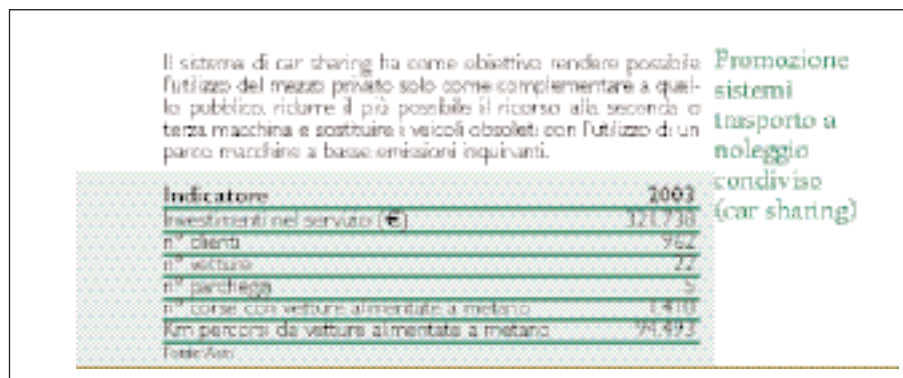 Il sistema di car sharing ha come obiettivo rendere possibile
l'utilizzo del mezzo privato solo come complementare a quel-
lo pubblico, ridurre il più possibile il ricorso alla seconda o
terza macchina e sostituire i veicoli obsoleti con l'utilizzo di un
parco macchine a basse emissioni inquinanti.
Promozione
sistemi
trasporto a
noleggio
condiviso
(car sharing)
Indicatore 2003
Investimenti nel servizio (€) 321.738
n° clienti 962
n° vetture 22
n° parcheggi 5
n° corse con vetture alimentate a metano 1.410
Km percorsi da vetture alimentate a metano 94.493